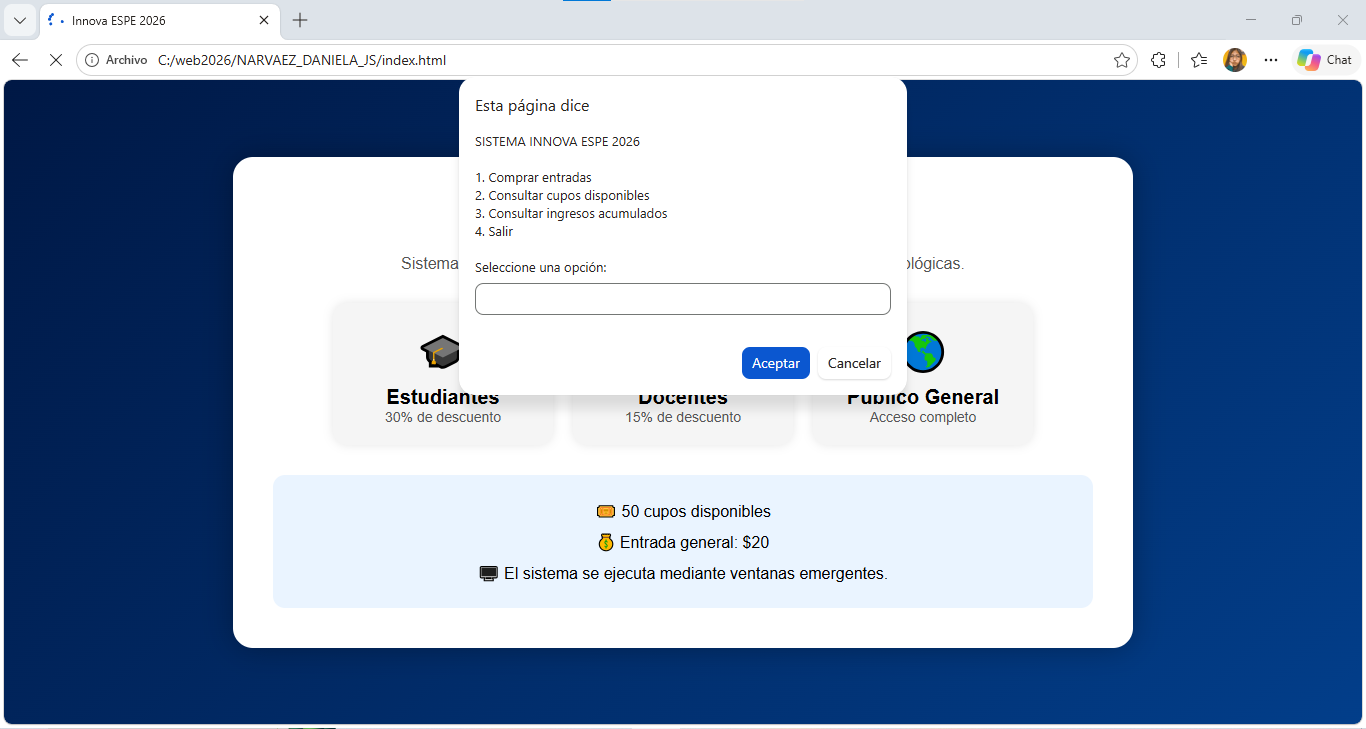 Innova ESPE 2026
Archivo C:/web2026/NARVAEZ_DANIELA_JS/index.html
Chat
Esta página dice
SISTEMA INNOVA ESPE 2026
1. Comprar entradas
2. Consultar cupos disponibles
3. Consultar ingresos acumulados
4. Salir
Seleccione una opción:
Aceptar Cancelar
Sistema ológicas.
Estudiantes Docentes Público General
30% de descuento 15% de descuento Acceso completo
50 cupos disponibles
Entrada general: $20
El sistema se ejecuta mediante ventanas emergentes.